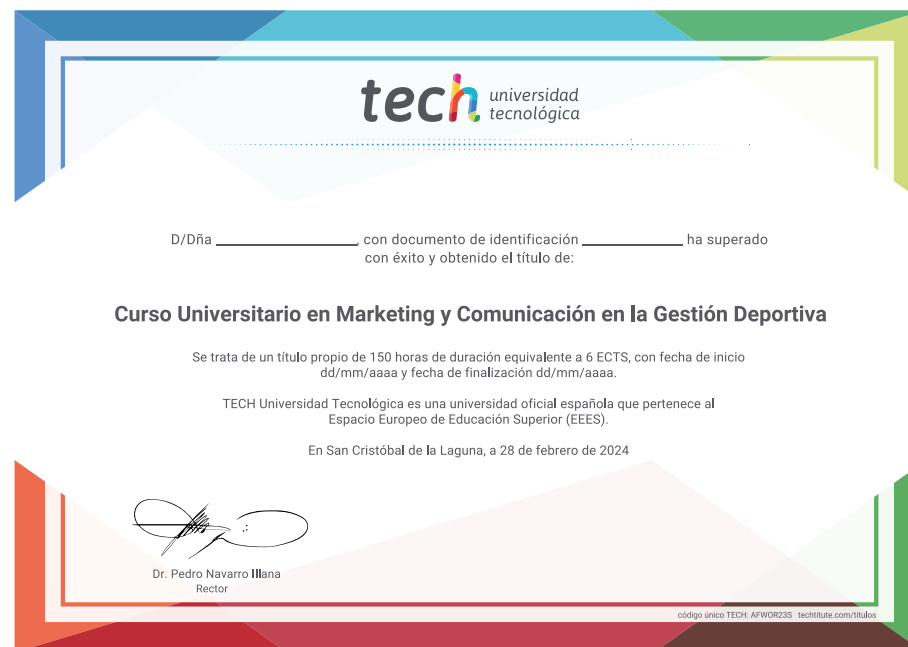 tech universidad
tecnológica
D/Dña ______________, con documento de identificación __________ ha superado
con éxito y obtenido el título de:
Curso Universitario en Marketing y Comunicación en la Gestión Deportiva
Se trata de un título propio de 150 horas de duración equivalente a 6 ECTS, con fecha de inicio
dd/mm/aaaa y fecha de finalización dd/mm/aaaa.
TECH Universidad Tecnológica es una universidad oficial española que pertenece al
Espacio Europeo de Educación Superior (EEES).
En San Cristóbal de la Laguna, a 28 de febrero de 2024
Dr. Pedro Navarro Illana
Rector
código único TECH: AFWOR23S techtitute.com/titulos